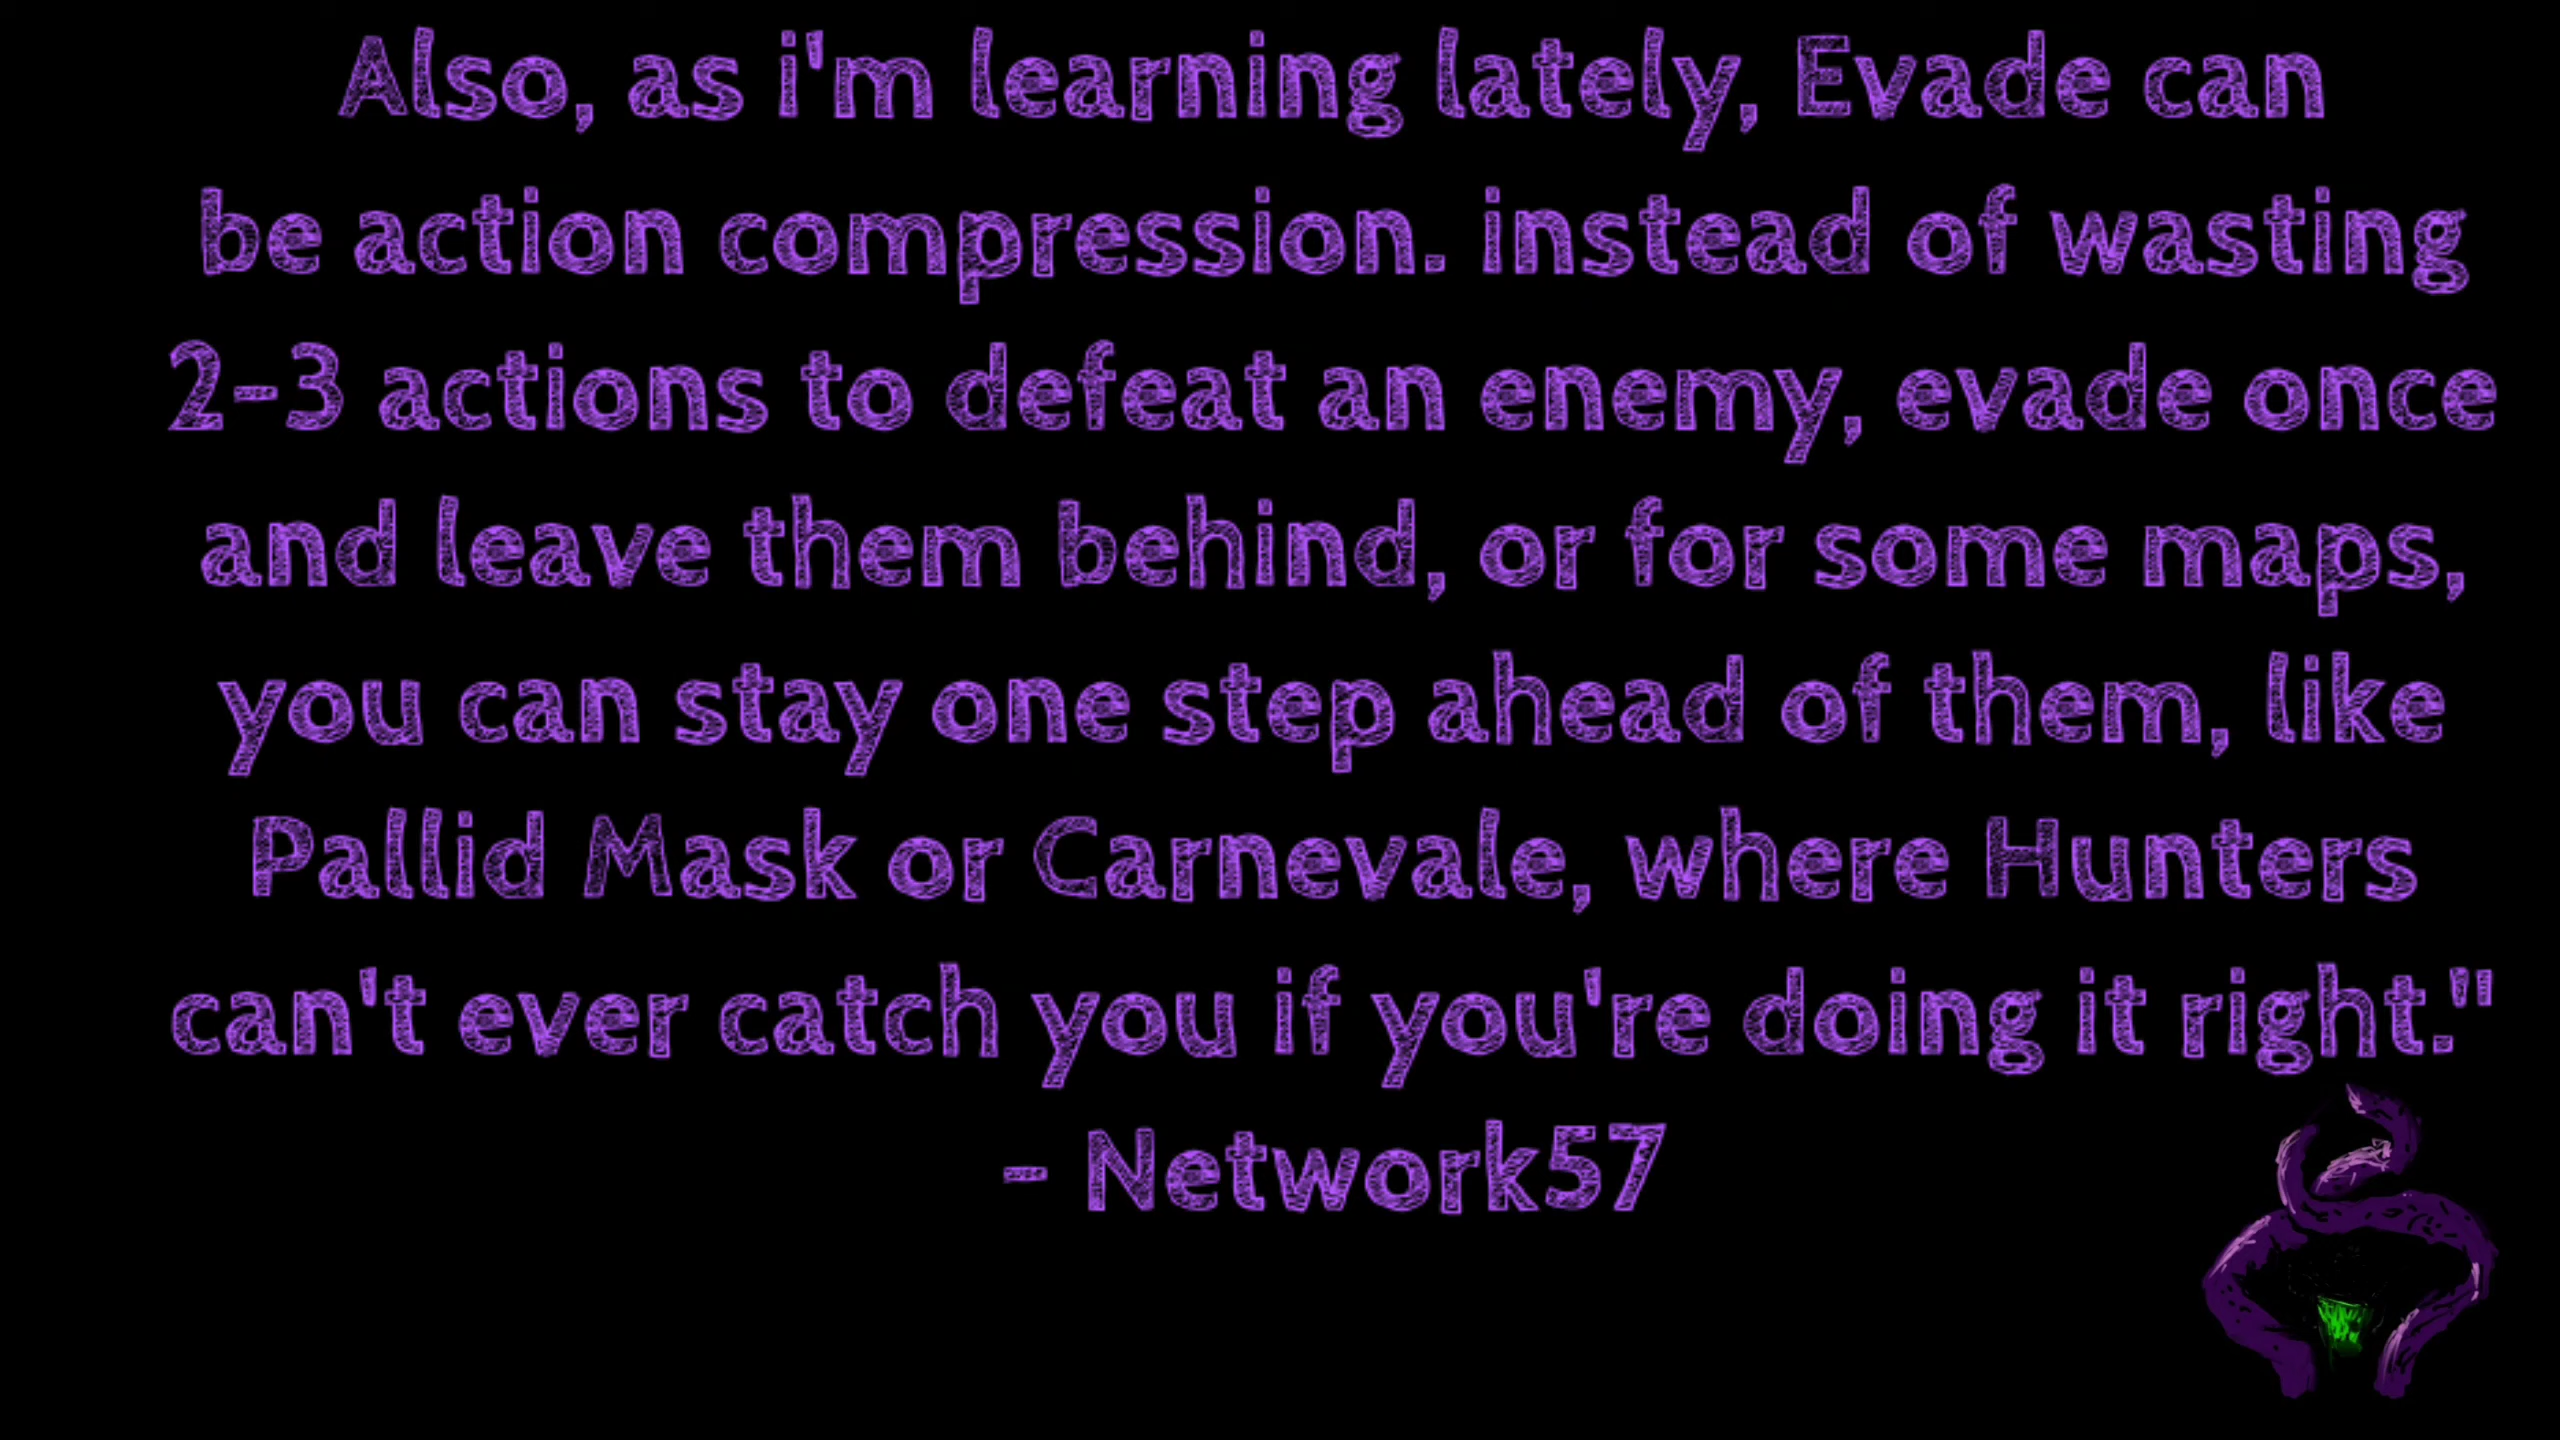 Also, as i'm learning lately, Evade can
be action compression. instead of wasting
2-3 actions to defeat an enemy, evade once
and leave them behind, or for some maps,
you can stay one step ahead of them, like
Pallid Mask or Carnevale, where Hunters
can't ever catch you if you're doing it right."
- Network57